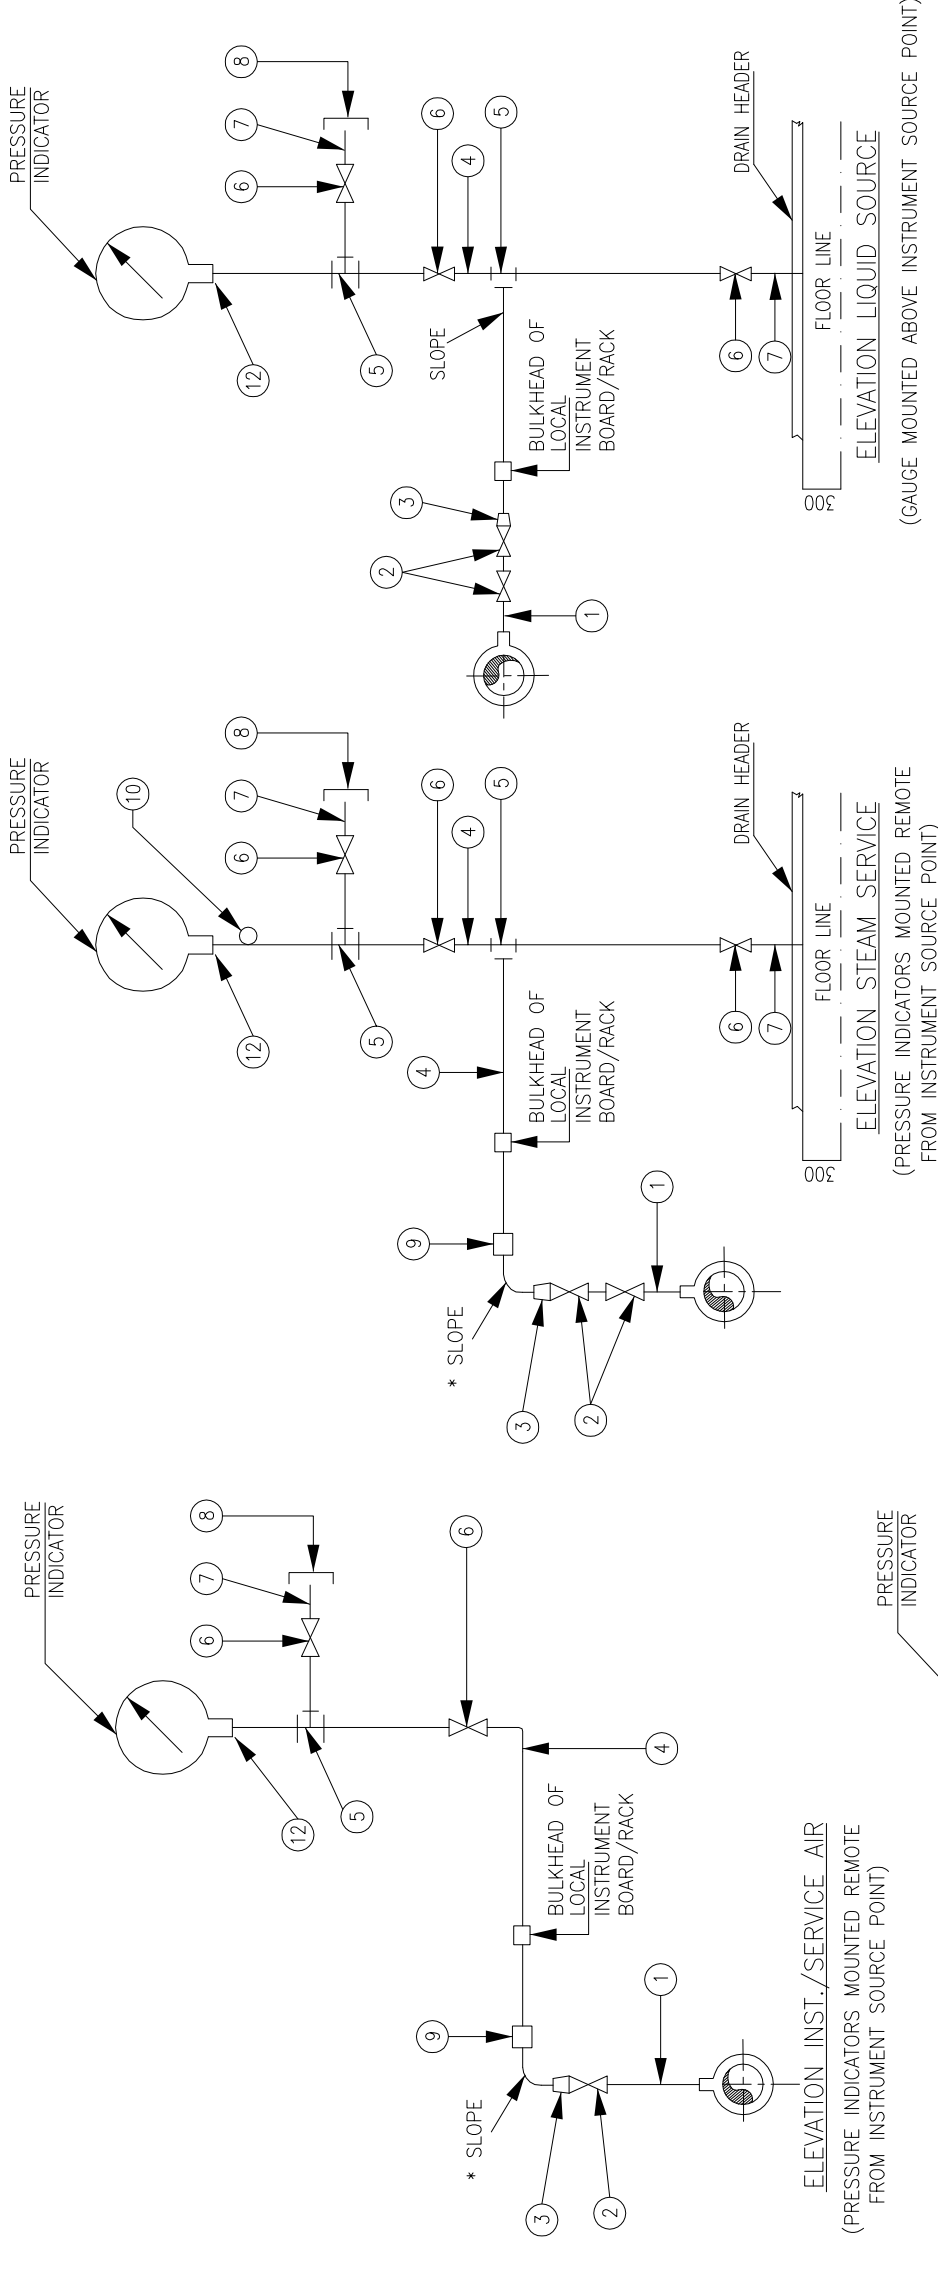 PRESSURE
INDICATOR
8
7
6
12
5
6
4
BULKHEAD OF
LOCAL
INSTRUMENT
BOARD/RACK
9
* SLOPE
3
2
1
ELEVATION INST./SERVICE AIR
(PRESSURE INDICATORS MOUNTED REMOTE
FROM INSTRUMENT SOURCE POINT)
PRESSURE
INDICATOR
PRESSURE
INDICATOR
10
8
7
6
12
5
6
4
5
4
BULKHEAD OF
LOCAL
INSTRUMENT
BOARD/RACK
9
* SLOPE
3
2
1
6
7
DRAIN HEADER
FLOOR LINE
300
ELEVATION STEAM SERVICE
(PRESSURE INDICATORS MOUNTED REMOTE
FROM INSTRUMENT SOURCE POINT)
PRESSURE
INDICATOR
8
7
6
12
5
6
4
5
SLOPE
BULKHEAD OF
LOCAL
INSTRUMENT
BOARD/RACK
3
2
1
6
7
DRAIN HEADER
FLOOR LINE
300
ELEVATION LIQUID SOURCE
(GAUGE MOUNTED ABOVE INSTRUMENT SOURCE POINT)